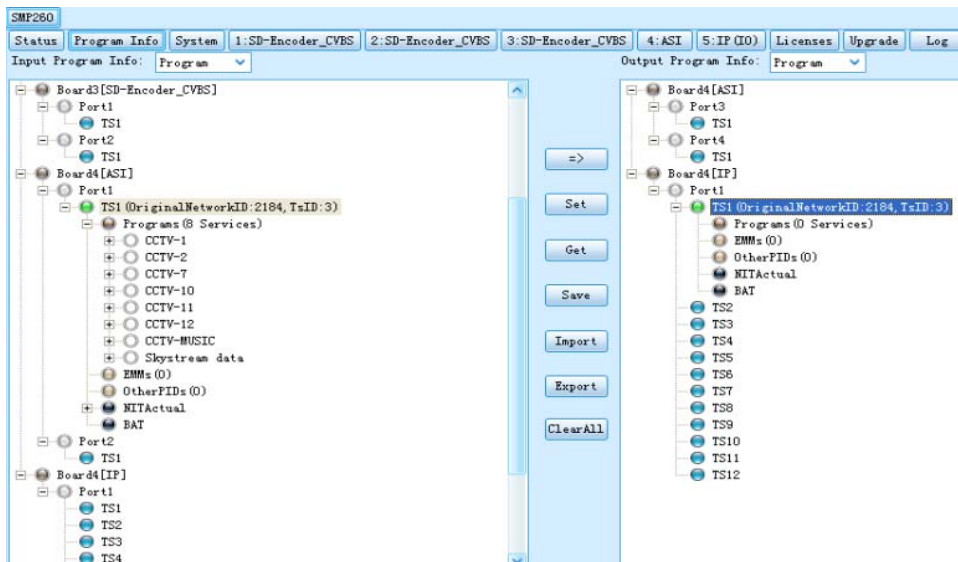 SMP260
Status Program Info System 1:SD-Encoder_CVBS 2:SD-Encoder_CVBS 3:SD-Encoder_CVBS 4:ASI 5:IP(IO) Licenses Upgrade Log
Input Program Info: Program
Output Program Info: Program
Board3[SD-Encoder_CVBS]
Port1
TS1
Port2
TS1
Board4[ASI]
Port1
TS1(OriginalNetworkID:2184,TsID:3)
Programs(8 Services)
CCTV-1
CCTV-2
CCTV-7
CCTV-10
CCTV-11
CCTV-12
CCTV-MUSIC
Skystream data
EMMs(0)
OtherPIDs(0)
NITActual
BAT
Port2
TS1
Board4[IP]
Port1
TS1
TS2
TS3
TS4
=>
Set
Get
Save
Import
Export
ClearAll
Board4[ASI]
Port3
TS1
Port4
TS1
Board4[IP]
Port1
TS1(OriginalNetworkID:2184,TsID:3)
Programs(0 Services)
EMMs(0)
OtherPIDs(0)
NITActual
BAT
TS2
TS3
TS4
TS5
TS6
TS7
TS8
TS9
TS10
TS11
TS12